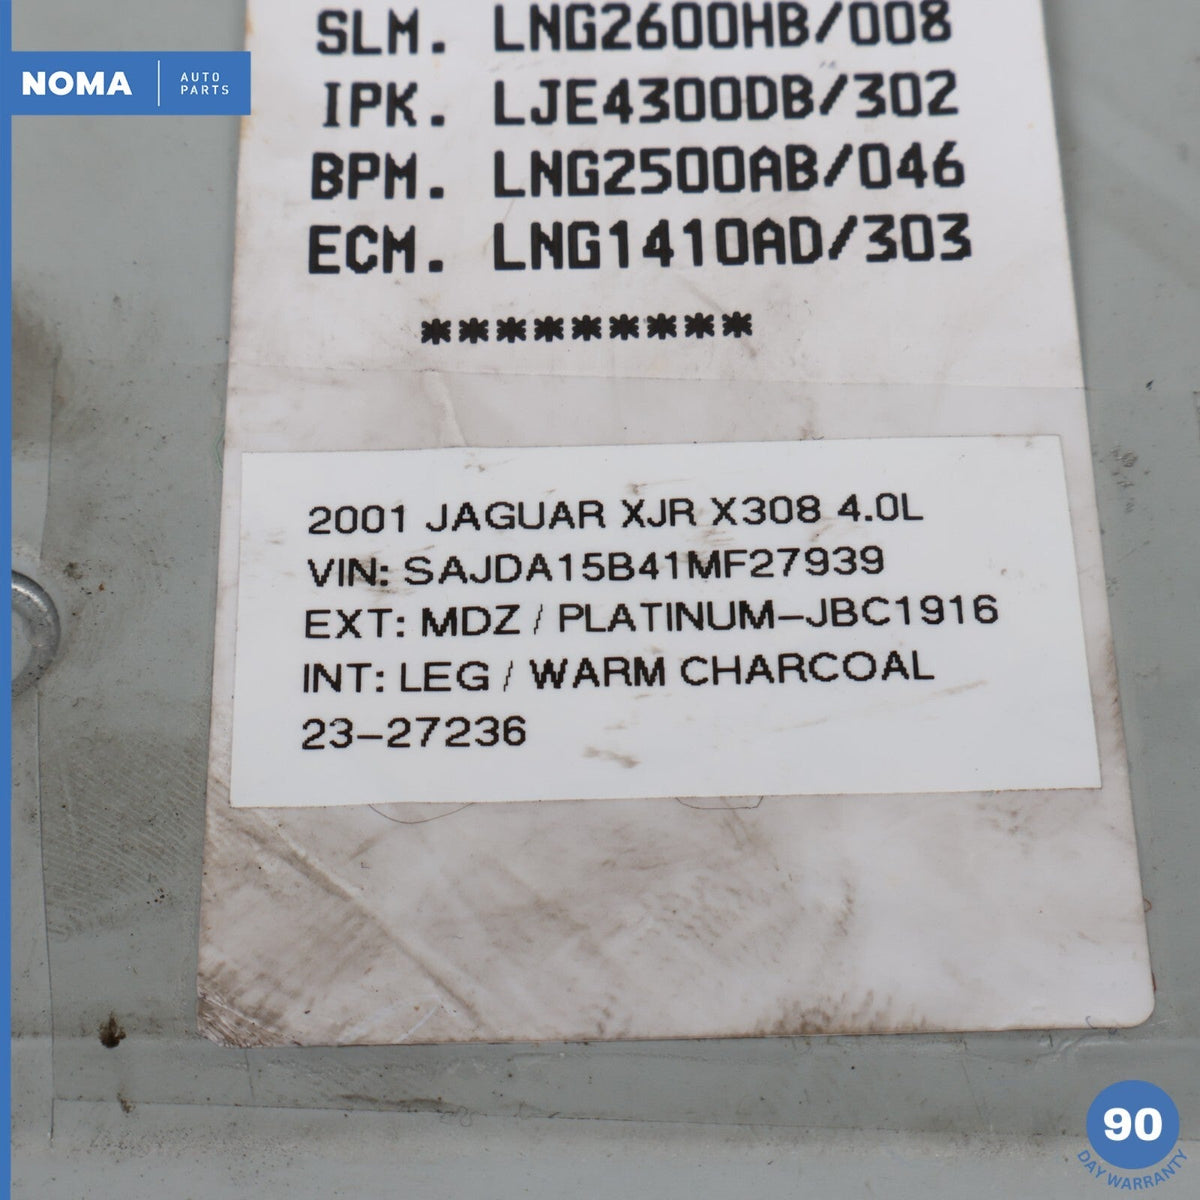 SLM. LNG2600HB/008
NOMA AUTO PARTS
IPK. LJE4300DB/302
BPM. LNG2500AB/046
ECM. LNG1410AD/303
*********
2001 JAGUAR XJR X308 4.0L
VIN: SAJDA15B41MF27939
EXT: MDZ / PLATINUM-JBC1916
INT: LEG / WARM CHARCOAL
23-27236
90
DAY WARRANTY